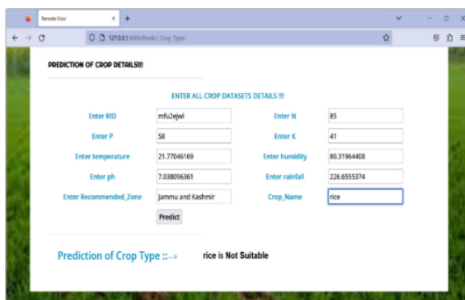 Remote User
127.0.0.1:8000/Predict_Crop_Type/
PREDICTION OF CROP DETAILS!!!
ENTER ALL CROP DATASETS DETAILS !!!
Enter RID mfu2ejwl Enter N 85
Enter P 58 Enter K 41
Enter temperature 21.77046169 Enter humidity 80.31964408
Enter ph 7.038096361 Enter rainfall 226.6555374
Enter Recommended_Zone Jammu and Kashmir Crop_Name rice
Predict
Prediction of Crop Type ::--> rice is Not Suitable